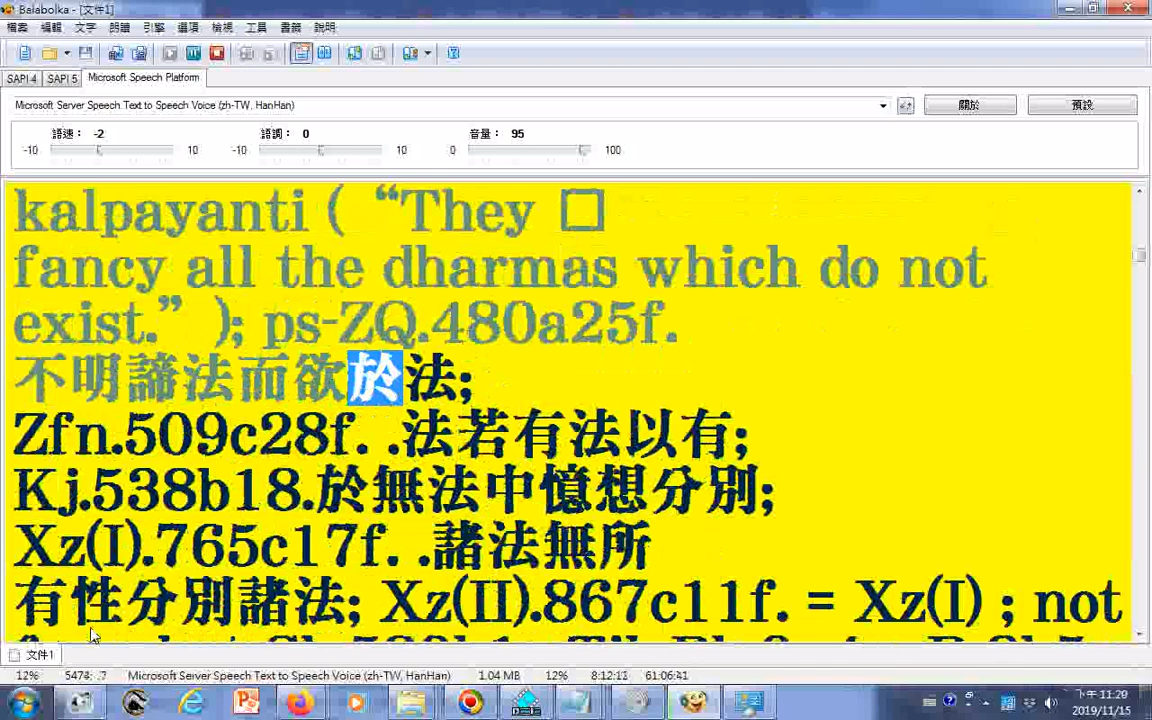 Balabolka - [文件1]
檔案 編輯 文字 朗讀 引擎 選項 檢視 工具 書籤 說明
SAPI 4 SAPI 5 Microsoft Speech Platform
Microsoft Server Speech Text to Speech Voice (zh-TW, HanHan) 關於 預設
語速： -2 語調： 0 音量： 95
-10 10 -10 10 0 100
kalpayanti ( “They □
fancy all the dharmas which do not
exist.” ); ps-ZQ.480a25f.
不明諦法而欲於法;
Zfn.509c28f. .法若有法以有;
Kj.538b18.於無法中憶想分別;
Xz(I).765c17f. .諸法無所
有性分別諸法; Xz(II).867c11f. = Xz(I) ; not
文件1
12% Microsoft Server Speech Text to Speech Voice (zh-TW, HanHan) 1.04 MB 12% 61:06:41
下午 11:29
2019/11/15